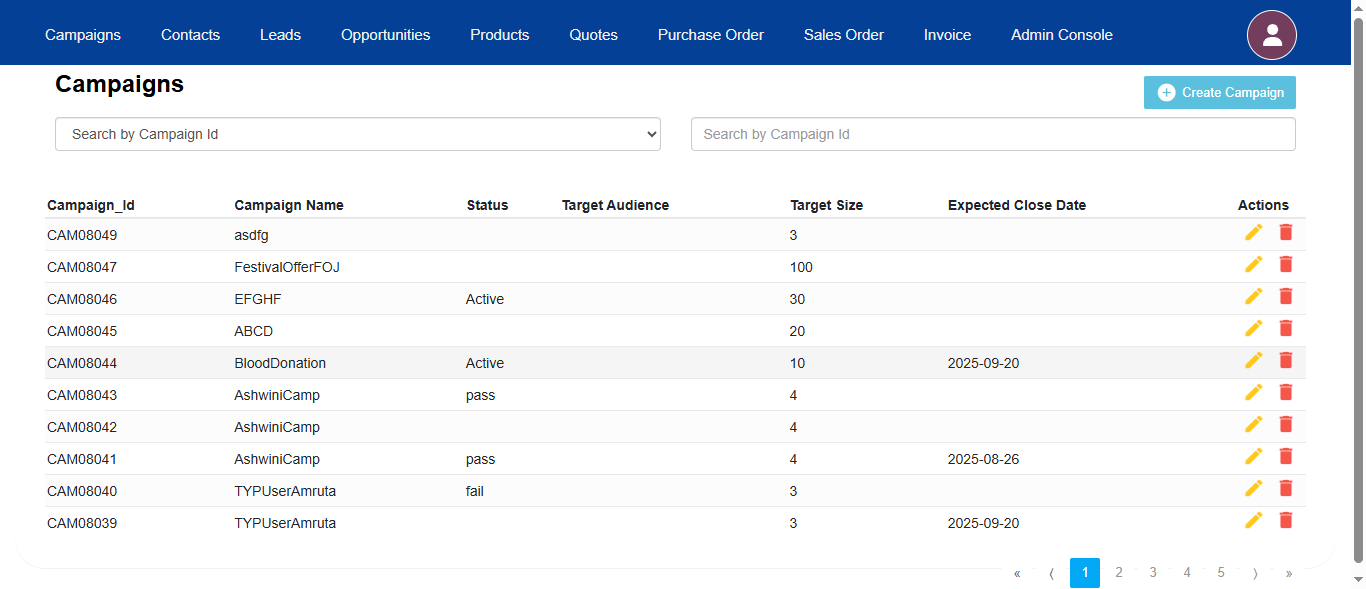 Campaigns Contacts Leads Opportunities Products Quotes Purchase Order Sales Order Invoice Admin Console
Campaigns
Create Campaign
Search by Campaign Id Search by Campaign Id
Campaign_Id Campaign Name Status Target Audience Target Size Expected Close Date Actions
CAM08049 asdfg 3
CAM08047 FestivalOfferFOJ 100
CAM08046 EFGHF Active 30
CAM08045 ABCD 20
CAM08044 BloodDonation Active 10 2025-09-20
CAM08043 AshwiniCamp pass 4
CAM08042 AshwiniCamp 4
CAM08041 AshwiniCamp pass 4 2025-08-26
CAM08040 TYPUserAmruta fail 3
CAM08039 TYPUserAmruta 3 2025-09-20
« ⟨ 1 2 3 4 5 ⟩ »